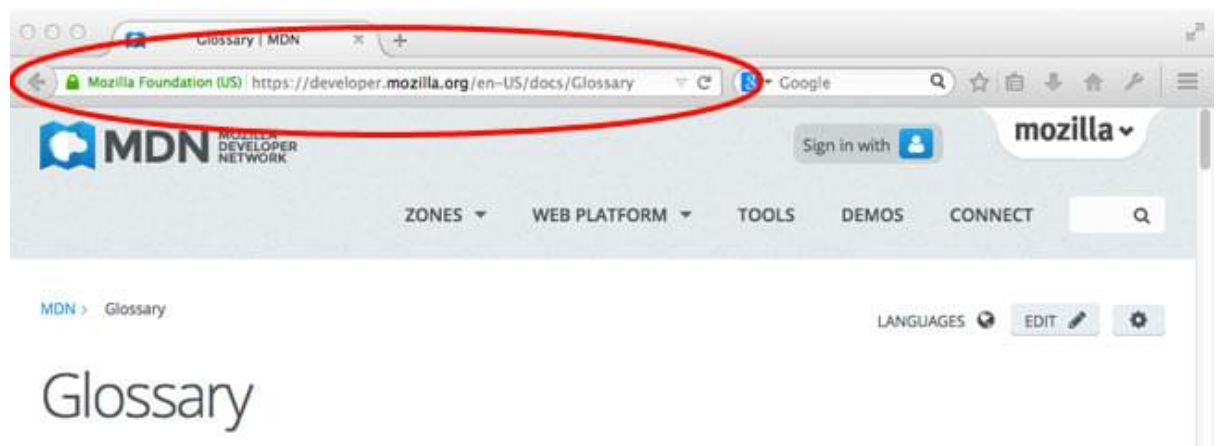 Glossary | MDN × +
Mozilla Foundation (US) https://developer.mozilla.org/en-US/docs/Glossary Google
MDN MOZILLA
DEVELOPER
NETWORK
Sign in with
mozilla
ZONES WEB PLATFORM TOOLS DEMOS CONNECT
MDN > Glossary
LANGUAGES EDIT
Glossary